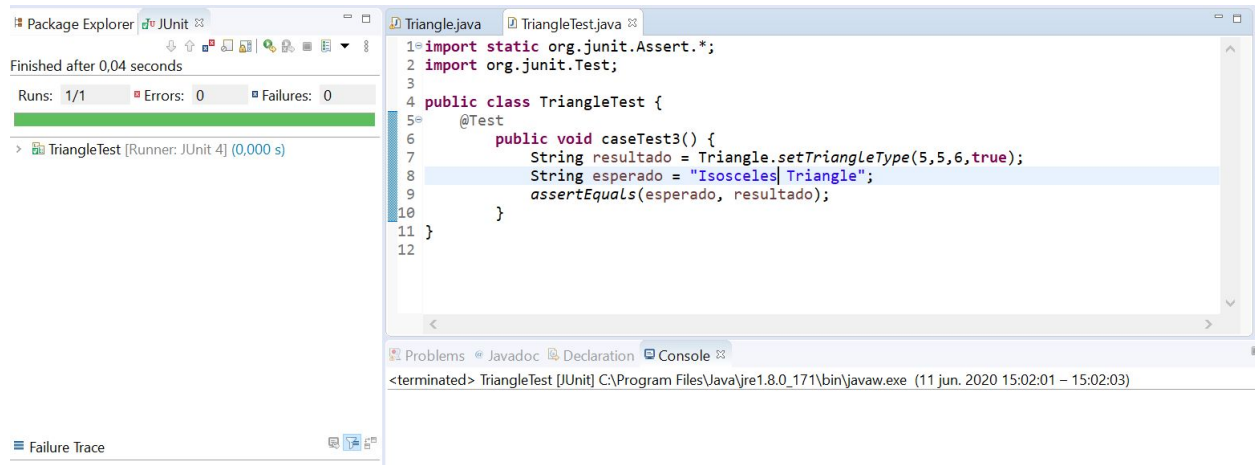 Package Explorer JUnit
Finished after 0,04 seconds
Runs: 1/1 Errors: 0 Failures: 0
TriangleTest [Runner: JUnit 4] (0,000 s)
Failure Trace
Triangle.java TriangleTest.java
1 import static org.junit.Assert.*;
2 import org.junit.Test;
3
4 public class TriangleTest {
5 @Test
6 public void caseTest3() {
7 String resultado = Triangle.setTriangleType(5,5,6,true);
8 String esperado = "Isosceles Triangle";
9 assertEquals(esperado, resultado);
10 }
11 }
12
Problems Javadoc Declaration Console
<terminated> TriangleTest [JUnit] C:\Program Files\Java\jre1.8.0_171\bin\javaw.exe (11 jun. 2020 15:02:01 – 15:02:03)